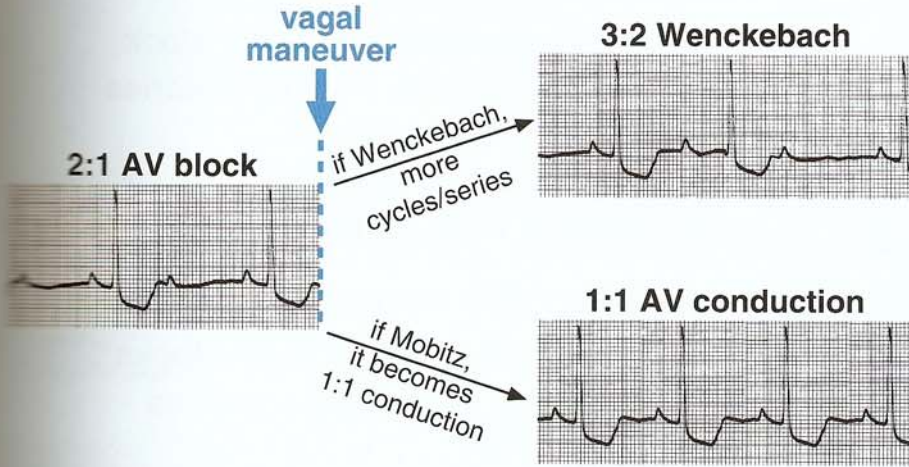 vagal
maneuver
3:2 Wenckebach
2:1 AV block
if Wenckebach,
more
cycles/series
1:1 AV conduction
if Mobitz,
it becomes
1:1 conduction